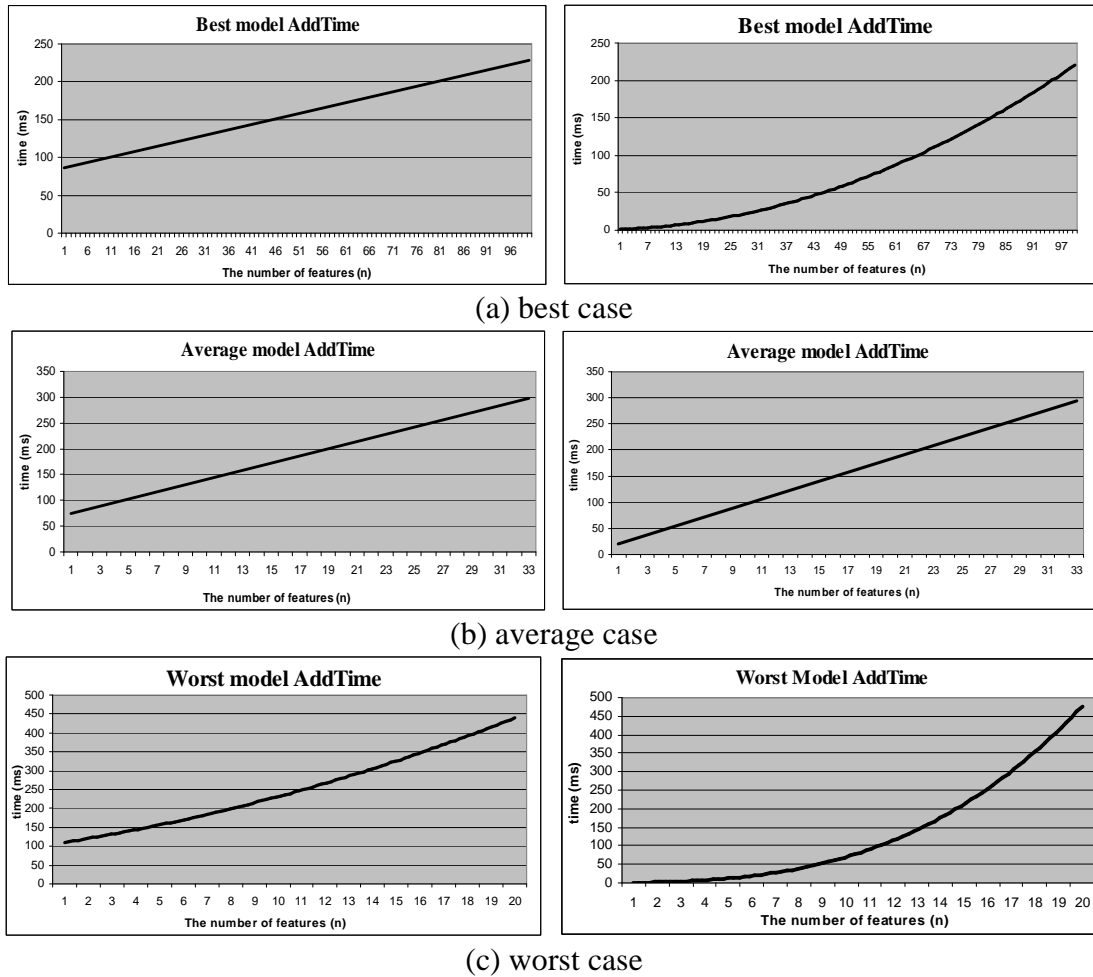 Best model AddTime
250
200
150
100
50
0
time (ms)
1 6 11 16 21 26 31 36 41 46 51 56 61 66 71 76 81 86 91 96
The number of features (n)
Best model AddTime
250
200
150
100
50
0
time (ms)
1 7 13 19 25 31 37 43 49 55 61 67 73 79 85 91 97
The number of features (n)
(a) best case
Average model AddTime
350
300
250
200
150
100
50
0
time (ms)
1 3 5 7 9 11 13 15 17 19 21 23 25 27 29 31 33
The number of features (n)
Average model AddTime
350
300
250
200
150
100
50
0
time (ms)
1 3 5 7 9 11 13 15 17 19 21 23 25 27 29 31 33
The number of features (n)
(b) average case
Worst model AddTime
500
450
400
350
300
250
200
150
100
50
0
time (ms)
1 2 3 4 5 6 7 8 9 10 11 12 13 14 15 16 17 18 19 20
The number of features (n)
Worst Model AddTime
500
450
400
350
300
250
200
150
100
50
0
time (ms)
1 2 3 4 5 6 7 8 9 10 11 12 13 14 15 16 17 18 19 20
The number of features (n)
(c) worst case